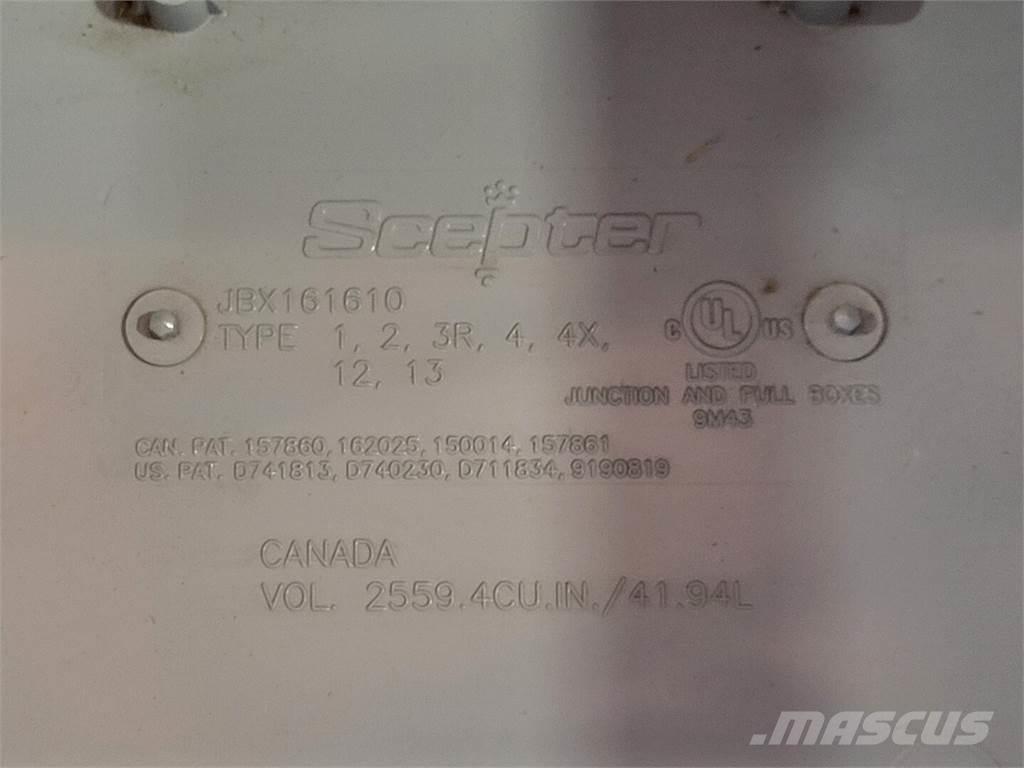 Scepter
JBX161610
TYPE 1, 2, 3R, 4, 4X,
12, 13
C UL US
LISTED
JUNCTION AND PULL BOXES
9M43
CAN. PAT. 157860, 162025, 150014, 157861
US. PAT. D741813, D740230, D711834, 9190819
CANADA
VOL. 2559.4CU.IN./41.94L
MASCUS